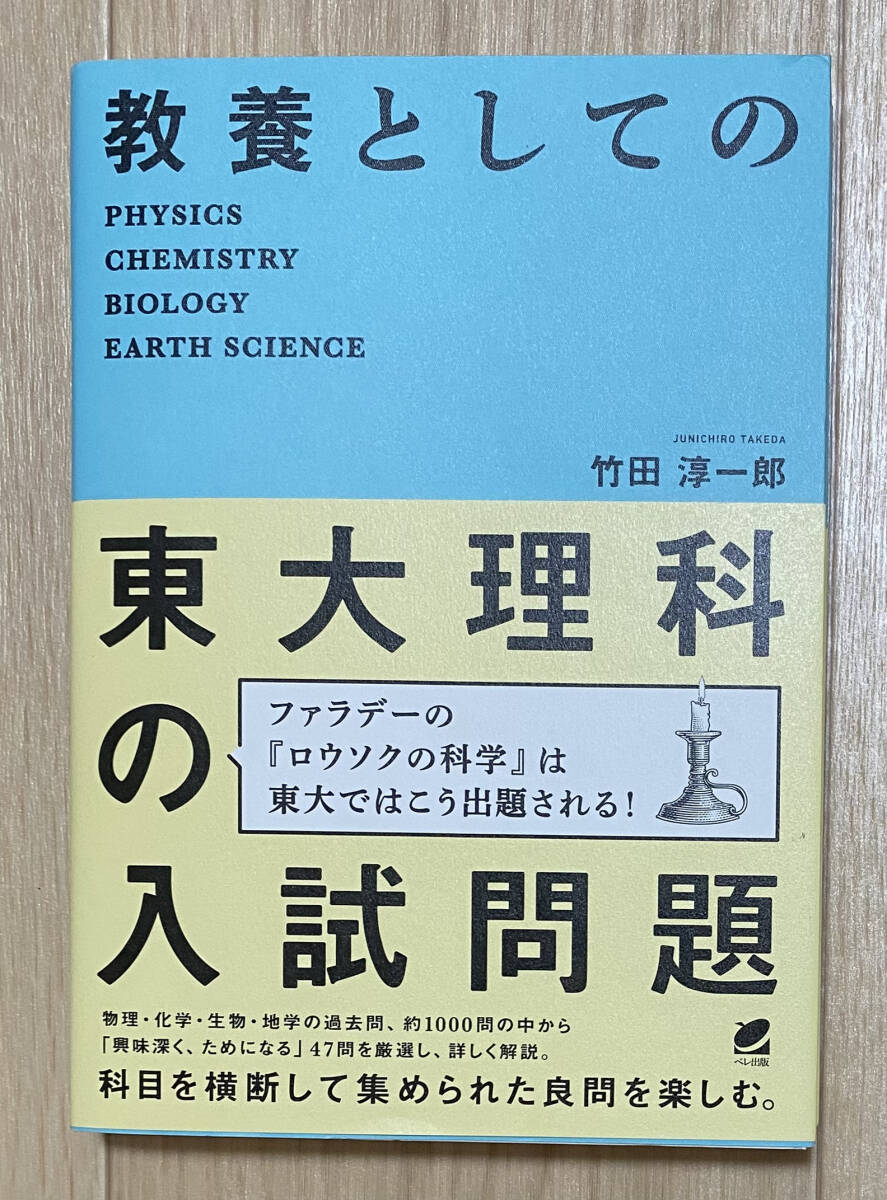 教養としての
PHYSICS
CHEMISTRY
BIOLOGY
EARTH SCIENCE
JUNICHIRO TAKEDA
竹田 淳一郎
東大理科
の
ファラデーの
『ロウソクの科学』は
東大ではこう出題される!
入試問題
物理・化学・生物・地学の過去問、約1000問の中から
「興味深く、ためになる」47問を厳選し、詳しく解説。
科目を横断して集められた良問を楽しむ。
ベレ出版